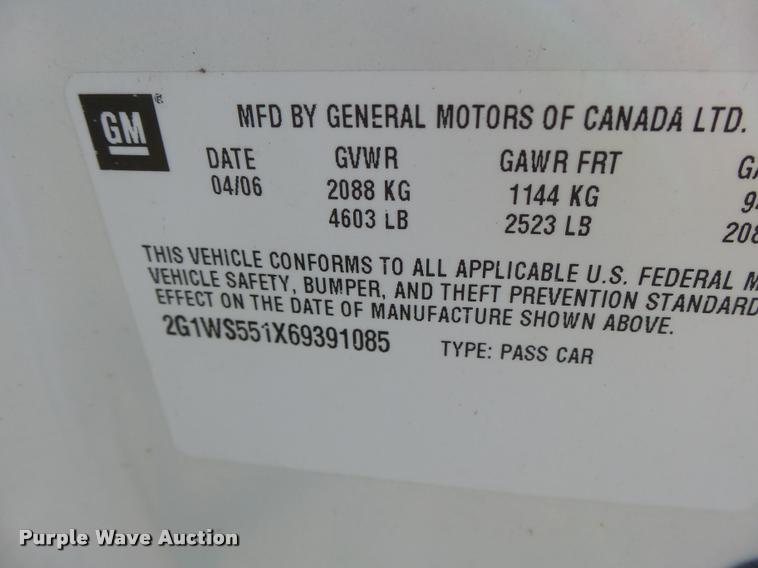 GM ®
MFD BY GENERAL MOTORS OF CANADA LTD.
DATE GVWR GAWR FRT
04/06 2088 KG 1144 KG
4603 LB 2523 LB
THIS VEHICLE CONFORMS TO ALL APPLICABLE U.S. FEDERAL
VEHICLE SAFETY, BUMPER, AND THEFT PREVENTION STANDARD
EFFECT ON THE DATE OF MANUFACTURE SHOWN ABOVE.
2G1WS551X69391085 TYPE: PASS CAR
Purple Wave Auction